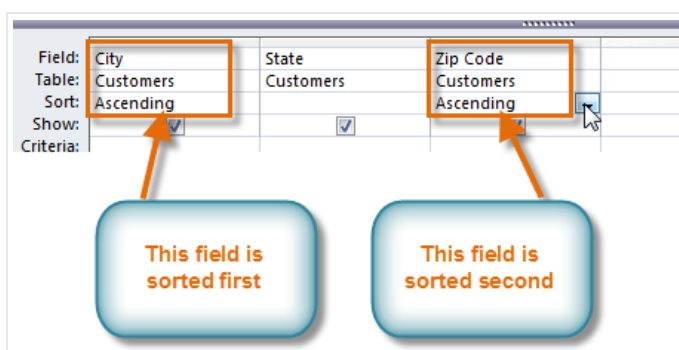 Field: City State Zip Code
Table: Customers Customers Customers
Sort: Ascending Ascending
Show:
Criteria:
This field is
sorted first
This field is
sorted second